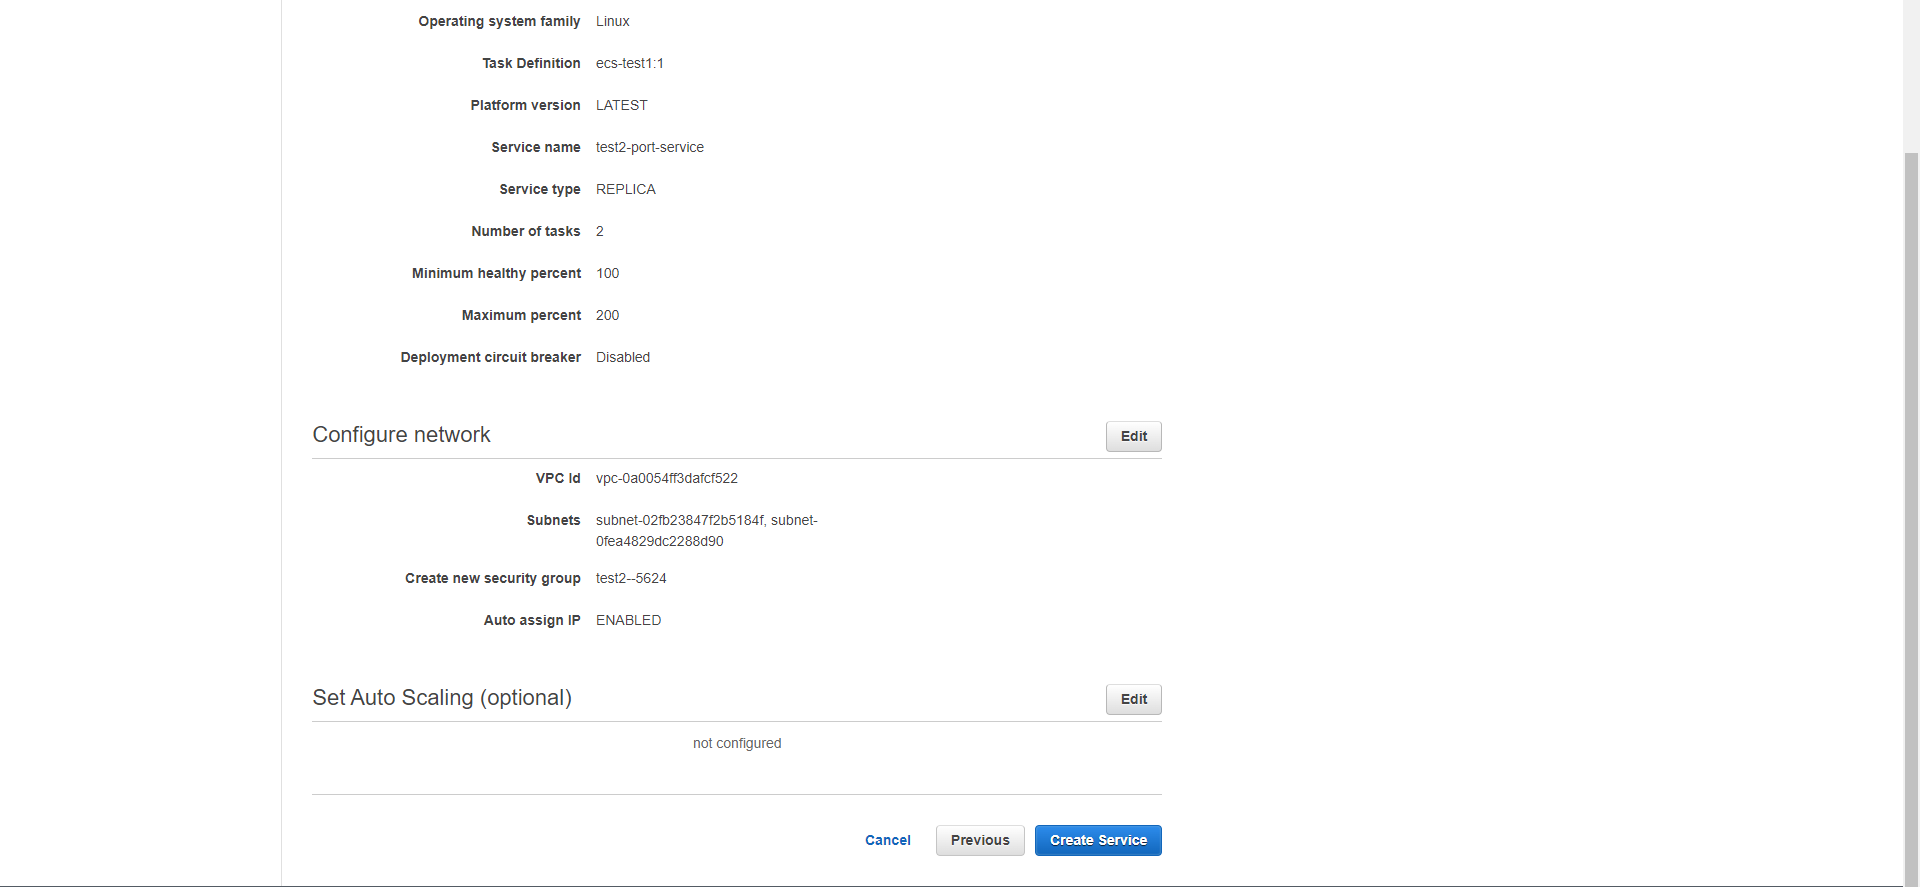 Operating system family Linux
Task Definition ecs-test1:1
Platform version LATEST
Service name test2-port-service
Service type REPLICA
Number of tasks 2
Minimum healthy percent 100
Maximum percent 200
Deployment circuit breaker Disabled
Configure network Edit
VPC Id vpc-0a0054ff3dafcf522
Subnets subnet-02fb23847f2b5184f, subnet-
0fea4829dc2288d90
Create new security group test2--5624
Auto assign IP ENABLED
Set Auto Scaling (optional) Edit
not configured
Cancel Previous Create Service